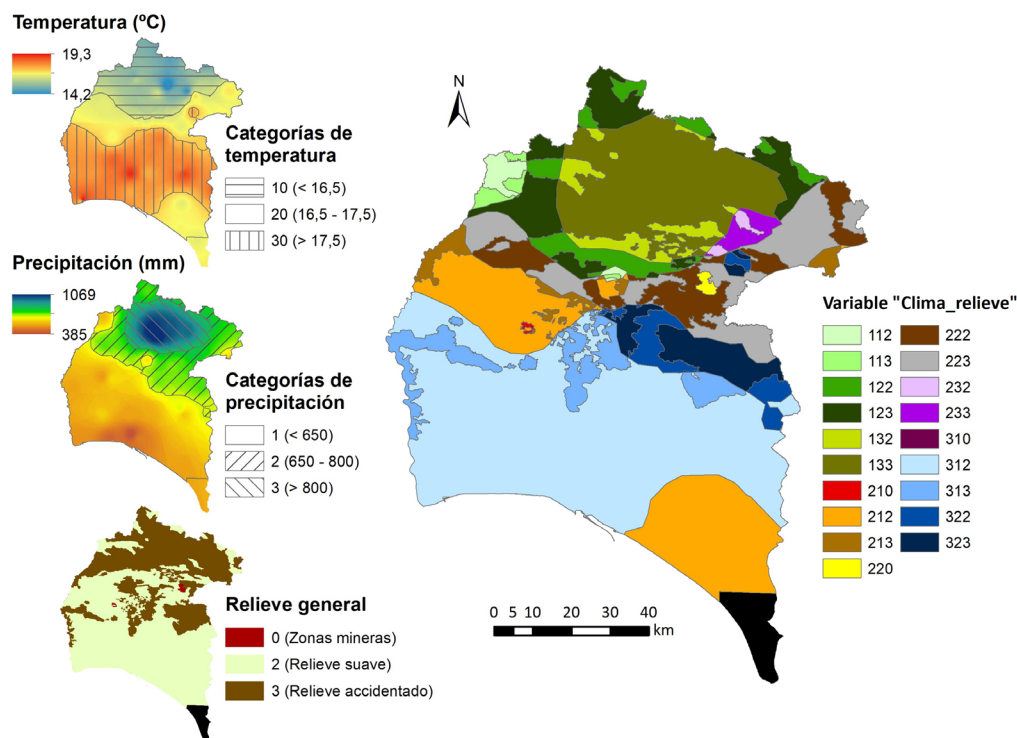 Temperatura (ºC)
19,3
14,2
Categorías de
temperatura
10 (< 16,5)
20 (16,5 - 17,5)
30 (> 17,5)
Precipitación (mm)
1069
385
Categorías de
precipitación
1 (< 650)
2 (650 - 800)
3 (> 800)
Relieve general
0 (Zonas mineras)
2 (Relieve suave)
3 (Relieve accidentado)
N
0 5 10 20 30 40
km
Variable "Clima_relieve"
112 222
113 223
122 232
123 233
132 310
133 312
210 313
212 322
213 323
220